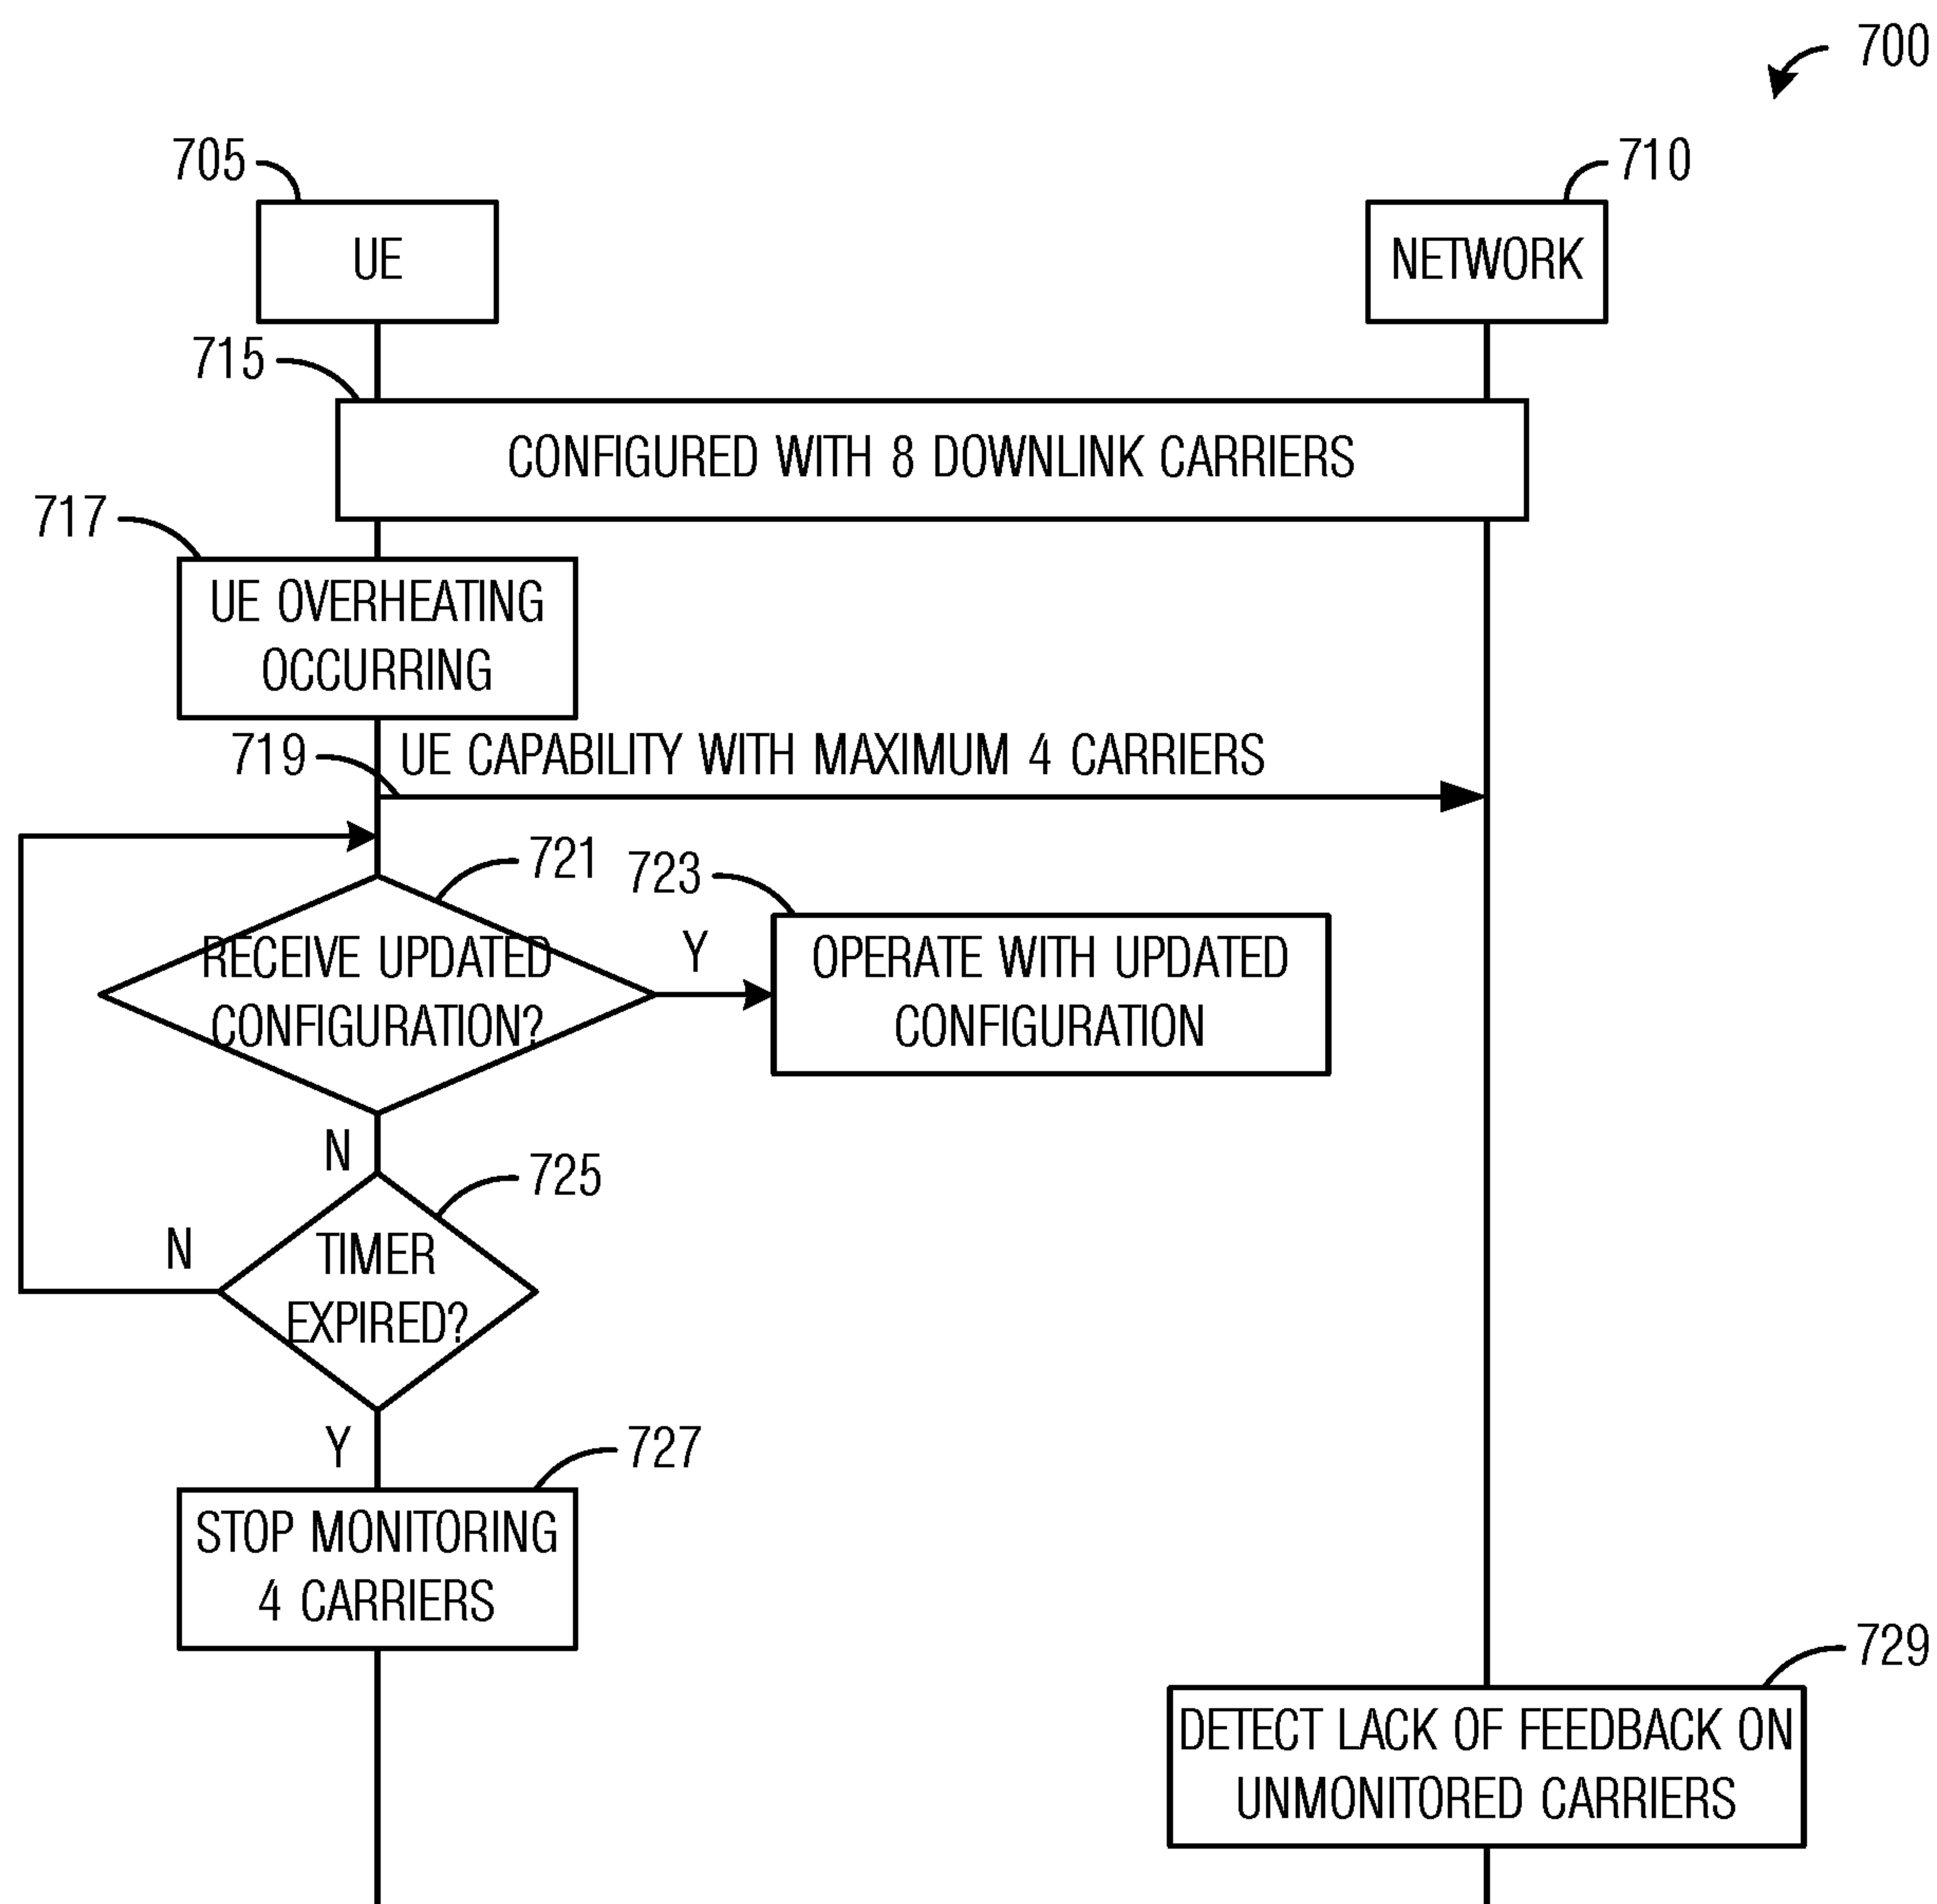 700
705
710
UE
NETWORK
715
CONFIGURED WITH 8 DOWNLINK CARRIERS
717
UE OVERHEATING
OCCURRING
719
UE CAPABILITY WITH MAXIMUM 4 CARRIERS
721
723
RECEIVE UPDATED
CONFIGURATION?
Y
OPERATE WITH UPDATED
CONFIGURATION
N
725
N
TIMER
EXPIRED?
Y
727
STOP MONITORING
4 CARRIERS
729
DETECT LACK OF FEEDBACK ON
UNMONITORED CARRIERS